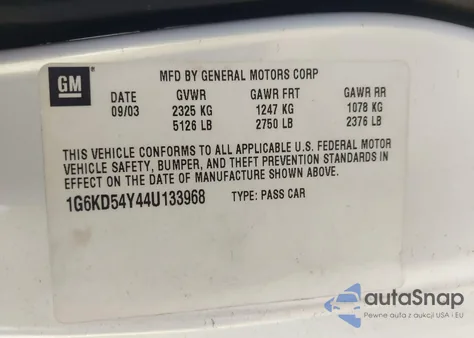 GM
MFD BY GENERAL MOTORS CORP
DATE GVWR GAWR FRT GAWR RR
09/03 2325 KG 1247 KG 1078 KG
5126 LB 2750 LB 2376 LB
THIS VEHICLE CONFORMS TO ALL APPLICABLE U.S. FEDERAL MOTOR
VEHICLE SAFETY, BUMPER, AND THEFT PREVENTION STANDARDS IN
EFFECT ON THE DATE OF MANUFACTURE SHOWN ABOVE.
1G6KD54Y44U133968 TYPE: PASS CAR
autoSnap
Pewne auta z aukcji USA i EU